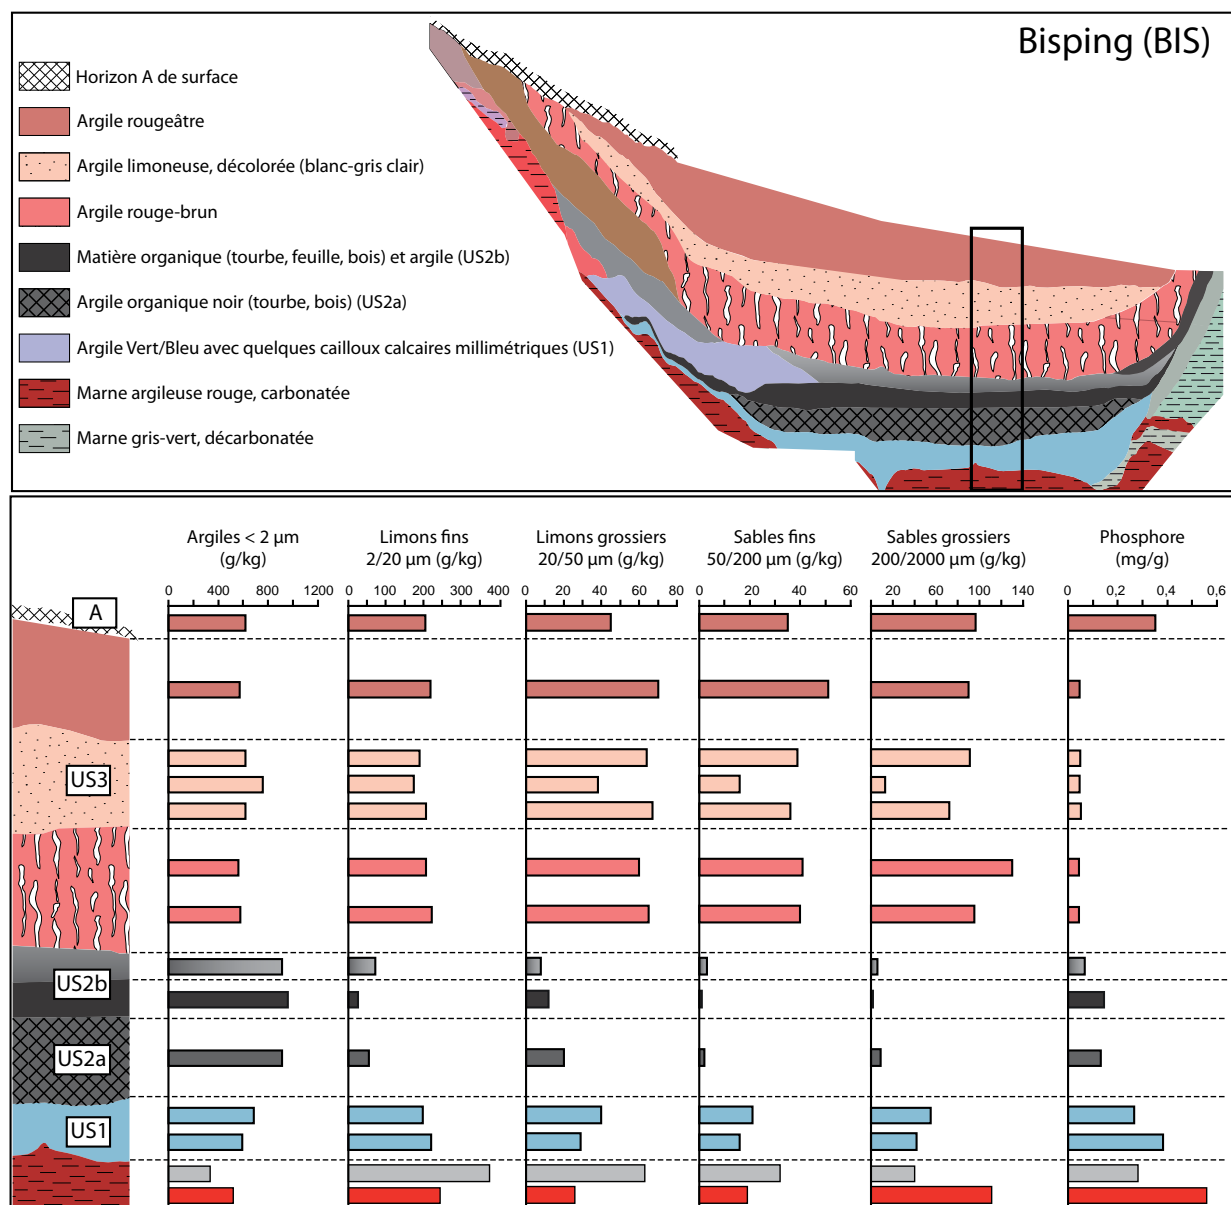 Bisping (BIS)
Horizon A de surface
Argile rougeâtre
Argile limoneuse, décolorée (blanc-gris clair)
Argile rouge-brun
Matière organique (tourbe, feuille, bois) et argile (US2b)
Argile organique noir (tourbe, bois) (US2a)
Argile Vert/Bleu avec quelques cailloux calcaires millimétriques (US1)
Marne argileuse rouge, carbonatée
Marne gris-vert, décarbonatée
Argiles < 2 µm
(g/kg)
0 400 800 1200
Limons fins
2/20 µm (g/kg)
0 100 200 300 400
Limons grossiers
20/50 µm (g/kg)
0 20 40 60 80
Sables fins
50/200 µm (g/kg)
0 20 40 60
Sables grossiers
200/2000 µm (g/kg)
0 20 60 100 140
Phosphore
(mg/g)
0 0,2 0,4 0,6
A
US3
US2b
US2a
US1